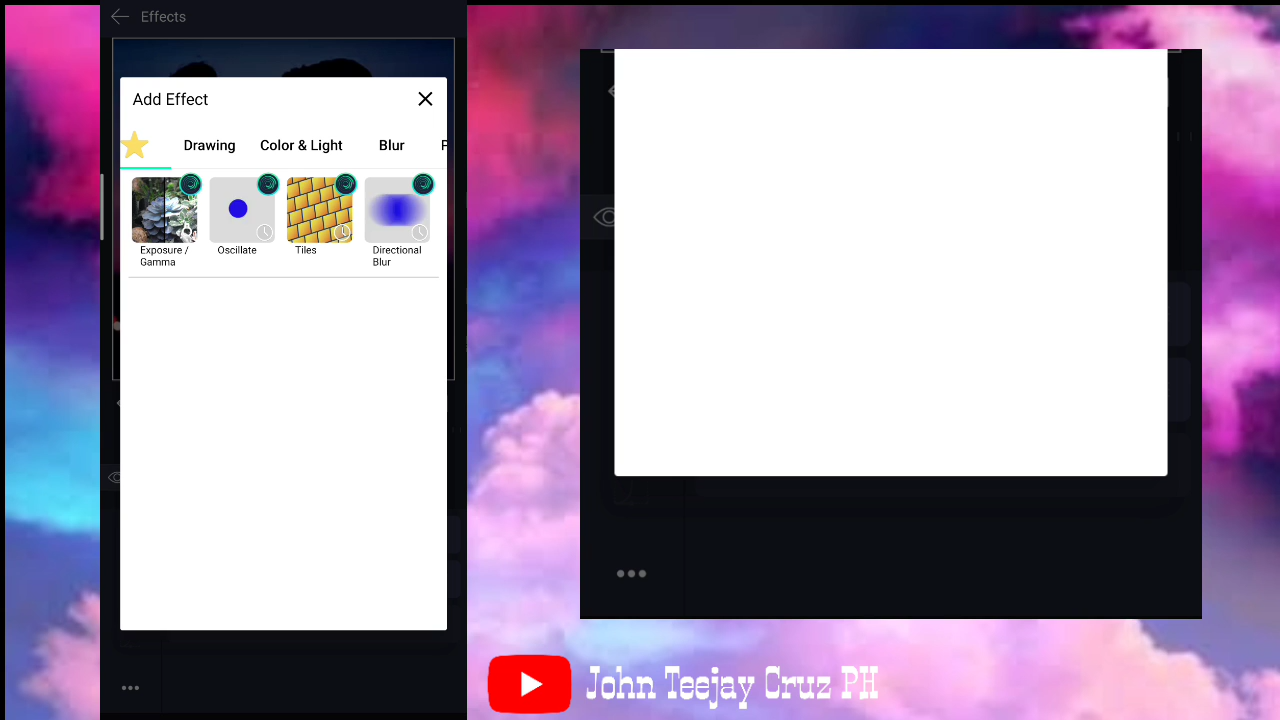 Effects
Add Effect
Drawing Color & Light Blur
Exposure / Gamma
Oscillate
Tiles
Directional Blur
John Teejay Cruz PH